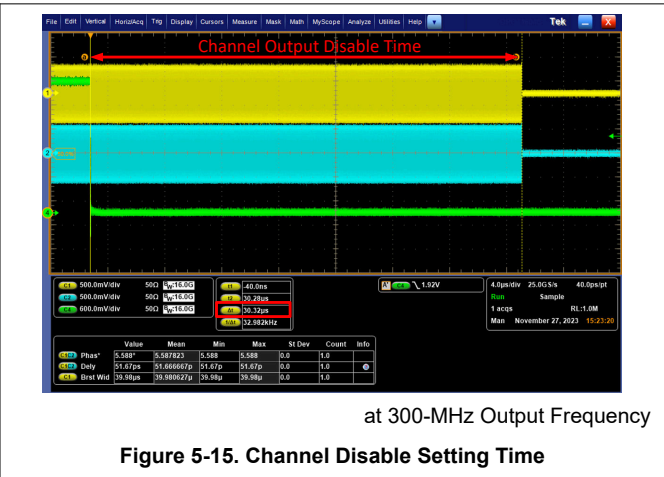 File Edit Vertical Horiz/Acq Trig Display Cursors Measure Mask Math MyScope Analyze Utilities Help Tek X
Channel Output Disable Time
1
2
4
C1 500.0mV/div 50Ω BW:16.0G
C2 500.0mV/div 50Ω BW:16.0G
C4 600.0mV/div 50Ω BW:16.0G
t1 -40.0ns
t2 30.28µs
Δt 30.32µs
1/Δt 32.982kHz
A' C4 1.92V
4.0µs/div 25.0GS/s 40.0ps/pt
Run Sample
1 acqs RL:1.0M
Man November 27, 2023 15:23:20
Value Mean Min Max St Dev Count Info
C1 C2 Phas* 5.588° 5.587823 5.588 5.588 0.0 1.0
C1 C2 Dely 51.67ps 51.666667p 51.67p 51.67p 0.0 1.0
C1 Brst Wid 39.98µs 39.980627µ 39.98µ 39.98µ 0.0 1.0
at 300-MHz Output Frequency
Figure 5-15. Channel Disable Setting Time